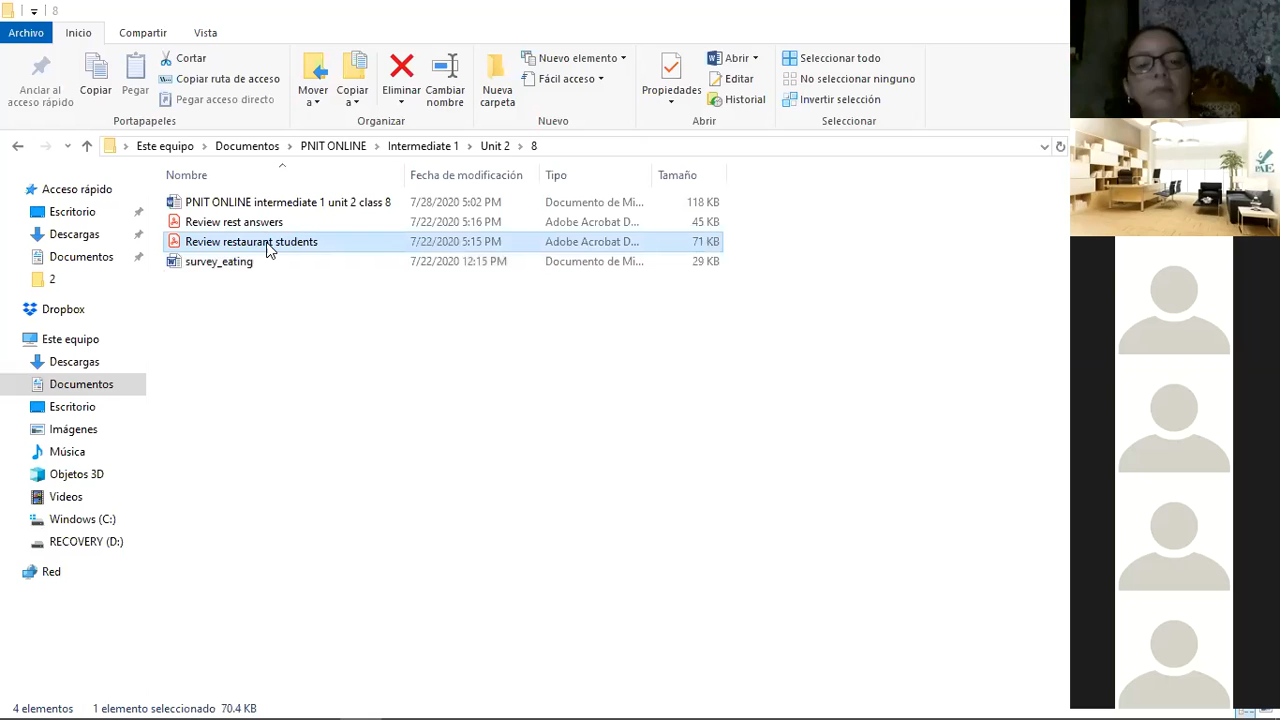 8
Archivo Inicio Compartir Vista
Anclar al acceso rápido
Copiar
Pegar
Cortar
Copiar ruta de acceso
Pegar acceso directo
Portapapeles
Mover a
Copiar a
Eliminar
Cambiar nombre
Organizar
Nueva carpeta
Nuevo elemento
Fácil acceso
Nuevo
Propiedades
Abrir
Editar
Historial
Abrir
Seleccionar todo
No seleccionar ninguno
Invertir selección
Seleccionar
Este equipo Documentos PNIT ONLINE Intermediate 1 Unit 2 8
Nombre Fecha de modificación Tipo Tamaño
PNIT ONLINE intermediate 1 unit 2 class 8 7/28/2020 5:02 PM Documento de Mi... 118 KB
Review rest answers 7/22/2020 5:16 PM Adobe Acrobat D... 45 KB
Review restaurant students 7/22/2020 5:15 PM Adobe Acrobat D... 71 KB
survey_eating 7/22/2020 12:15 PM Documento de Mi... 29 KB
Acceso rápido
Escritorio
Descargas
Documentos
2
Dropbox
Este equipo
Descargas
Documentos
Escritorio
Imágenes
Música
Objetos 3D
Videos
Windows (C:)
RECOVERY (D:)
Red
4 elementos 1 elemento seleccionado 70.4 KB
PAE